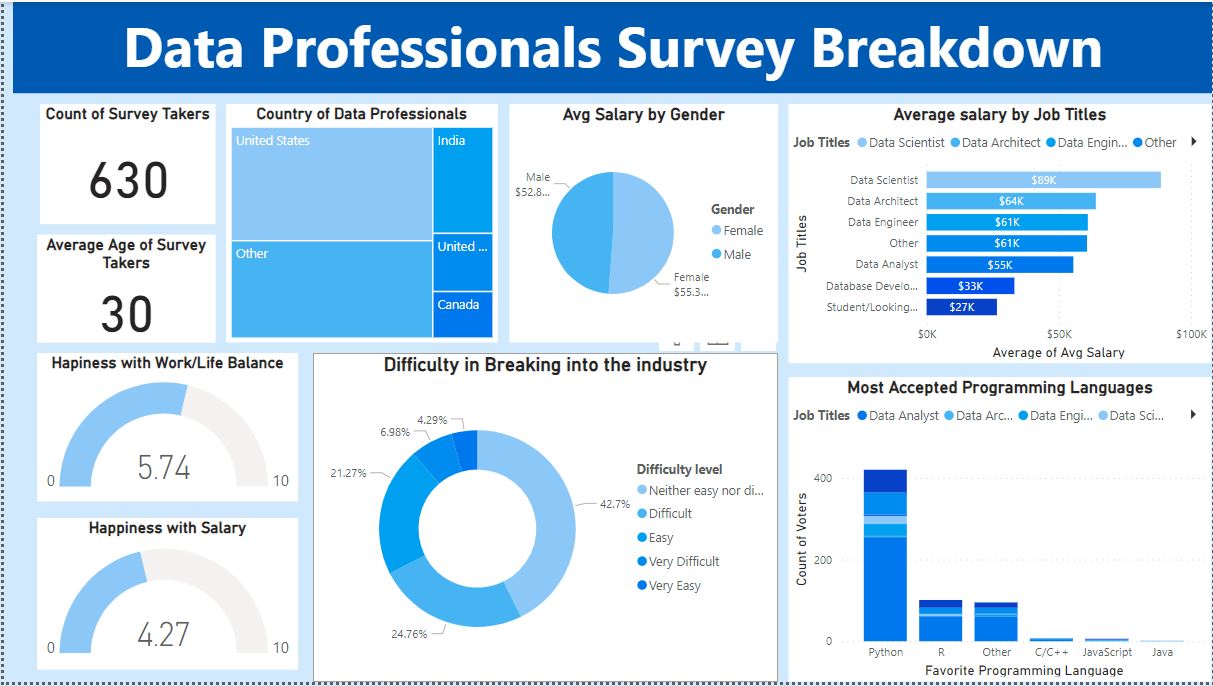 Data Professionals Survey Breakdown
Count of Survey Takers
630
Average Age of Survey
Takers
30
Country of Data Professionals
United States
India
Other
United ...
Canada
Avg Salary by Gender
Male
$52.8...
Female
$55.3...
Gender
Female
Male
Average salary by Job Titles
Job Titles Data Scientist Data Architect Data Engin... Other
Job Titles
Data Scientist $89K
Data Architect $64K
Data Engineer $61K
Other $61K
Data Analyst $55K
Database Develo... $33K
Student/Looking... $27K
$0K $50K $100K
Average of Avg Salary
Hapiness with Work/Life Balance
5.74
0 10
Happiness with Salary
4.27
0 10
Difficulty in Breaking into the industry
4.29%
6.98%
21.27%
42.7%
24.76%
Difficulty level
Neither easy nor di...
Difficult
Easy
Very Difficult
Very Easy
Most Accepted Programming Languages
Job Titles Data Analyst Data Arc... Data Engi... Data Sci...
Count of Voters
400
200
0
Python R Other C/C++ JavaScript Java
Favorite Programming Language